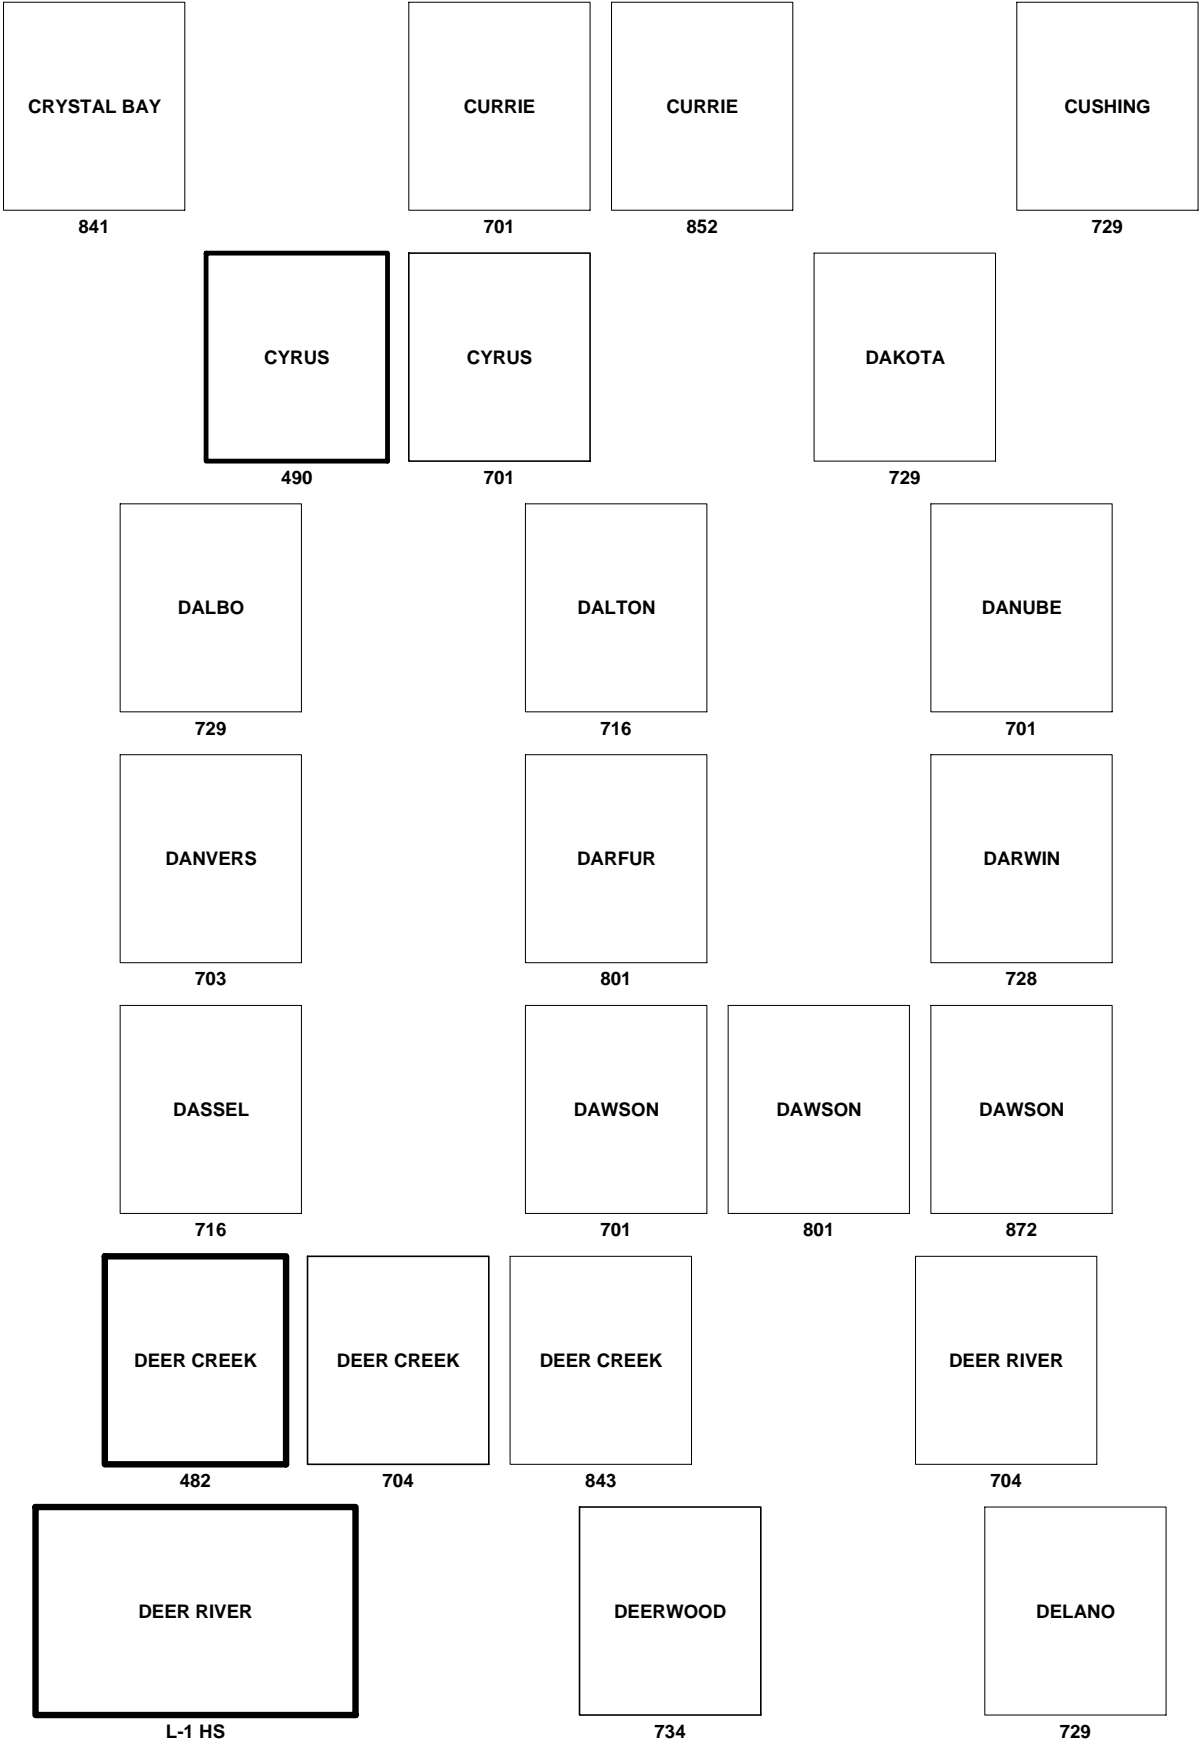 CRYSTAL BAY CURRIE CURRIE CUSHING
841 701 852 729
CYRUS CYRUS DAKOTA
490 701 729
DALBO DALTON DANUBE
729 716 701
DANVERS DARFUR DARWIN
703 801 728
DASSEL DAWSON DAWSON DAWSON
716 701 801 872
DEER CREEK DEER CREEK DEER CREEK DEER RIVER
482 704 843 704
DEER RIVER DEERWOOD DELANO
L-1 HS 734 729